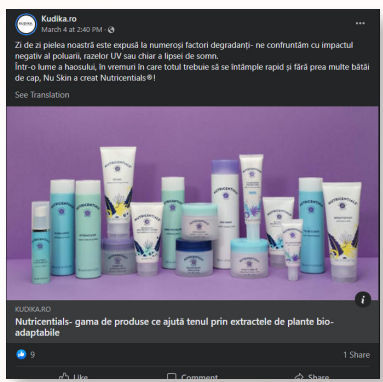 Kudika.ro
March 4 at 2:40 PM ·
Zi de zi pielea noastră este expusă la numeroși factori degradanți- ne confruntăm cu impactul
negativ al poluarii, razelor UV sau chiar a lipsei de somn.
Într-o lume a haosului, în vremuri în care totul trebuie să se întâmple rapid și fără prea multe bătăi
de cap, Nu Skin a creat Nutricentials®!
See Translation
NUTRICENTIALS
NUTRICENTIALS
NUTRICENTIALS
NUTRICENTIALS
KUDIKA.RO
Nutricentials- gama de produse ce ajută tenul prin extractele de plante bio-
adaptabile
9
1 Share
Like
Comment
Share